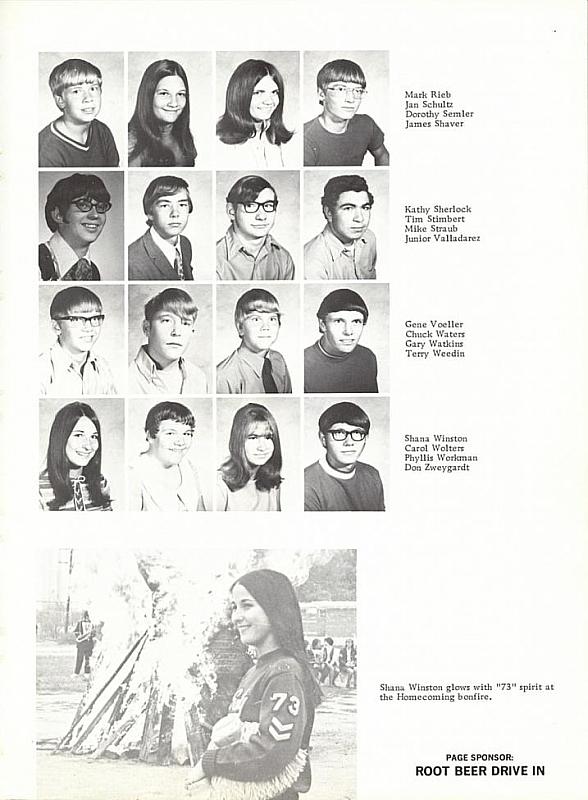 Mark Rieb
Jan Schultz
Dorothy Semler
James Shaver
Kathy Sherlock
Tim Stimbert
Mike Straub
Junior Valladarez
Gene Voeller
Chuck Waters
Gary Watkins
Terry Weedin
Shana Winston
Carol Wolters
Phyllis Workman
Don Zweygardt
73
Shana Winston glows with "73" spirit at
the Homecoming bonfire.
PAGE SPONSOR:
ROOT BEER DRIVE IN